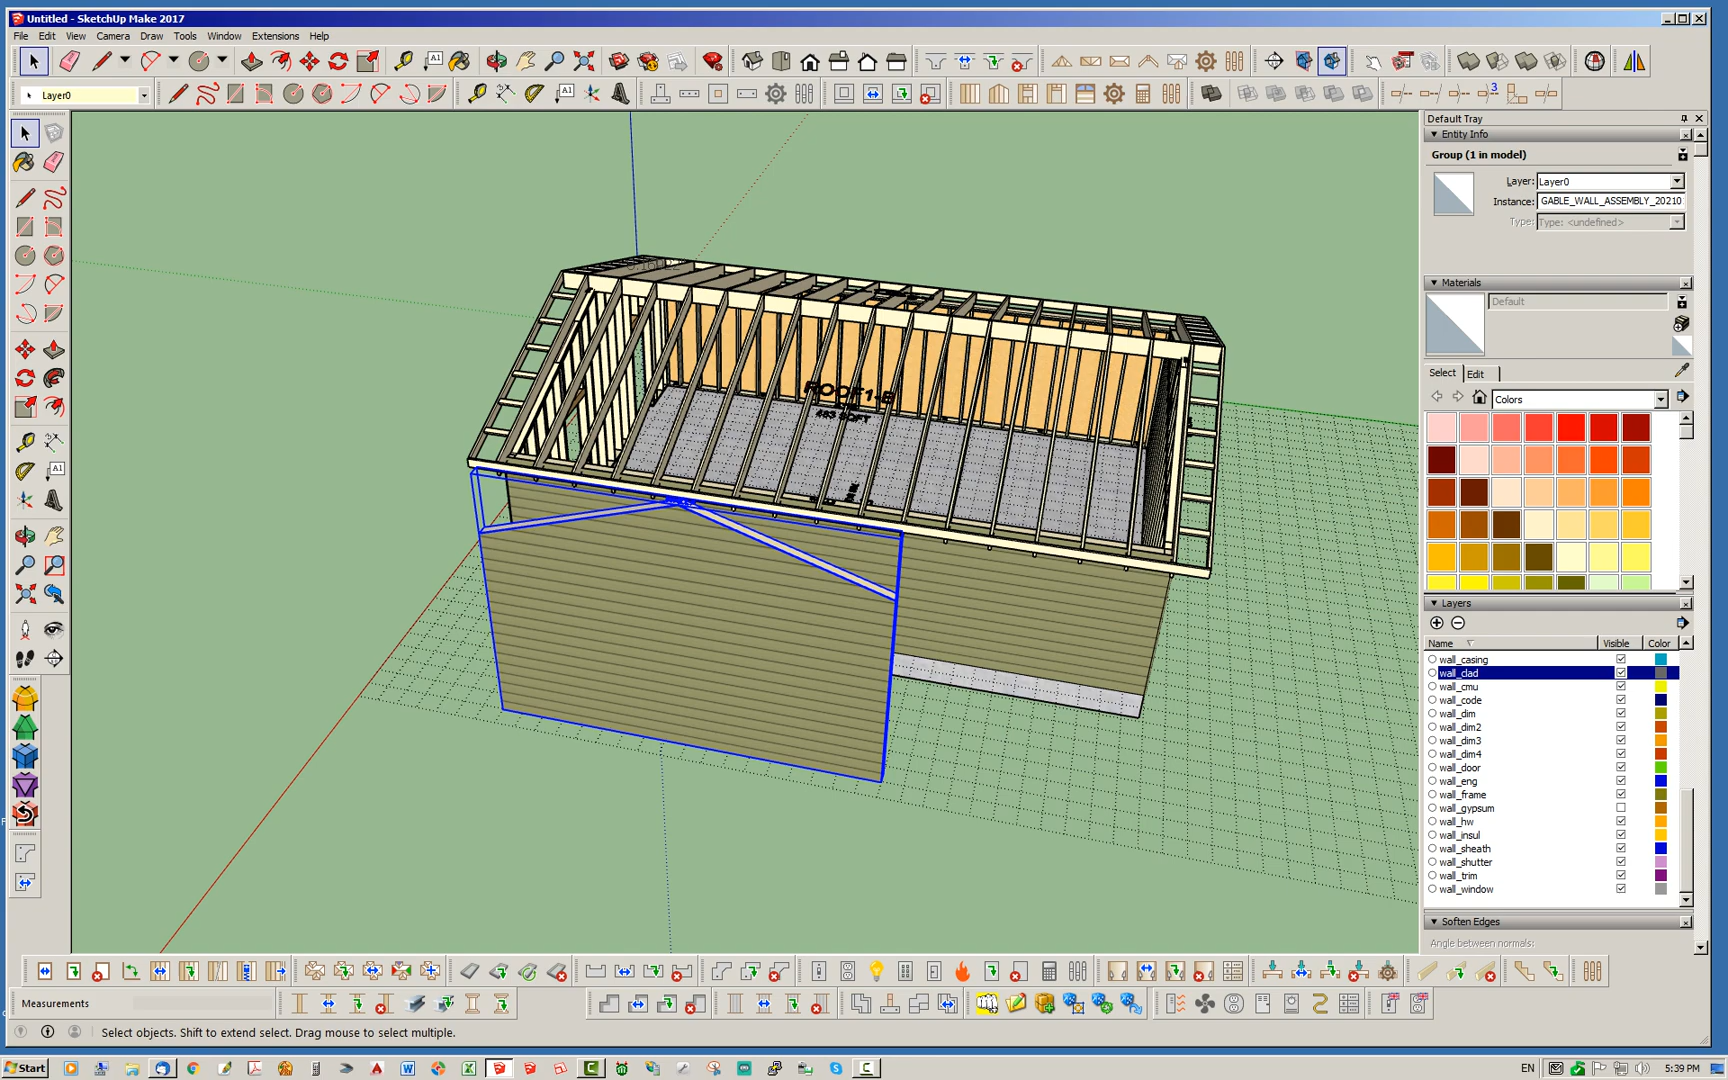 Untitled - SketchUp Make 2017
File Edit View Camera Draw Tools Window Extensions Help
Layer0
Default Tray
Entity Info
Group (1 in model)
Layer: Layer0
Instance: GABLE_WALL_ASSEMBLY_20210
Type: Type: <undefined>
Materials
Default
Select Edit
Colors
ROOF1-B
483 SQFT
Layers
Name Visible Color
wall_casing
wall_clad
wall_cmu
wall_code
wall_dim
wall_dim2
wall_dim3
wall_dim4
wall_door
wall_eng
wall_frame
wall_gypsum
wall_hw
wall_insul
wall_sheath
wall_shutter
wall_trim
wall_window
Soften Edges
Angle between normals:
Measurements
Select objects. Shift to extend select. Drag mouse to select multiple.
Start
EN
5:39 PM